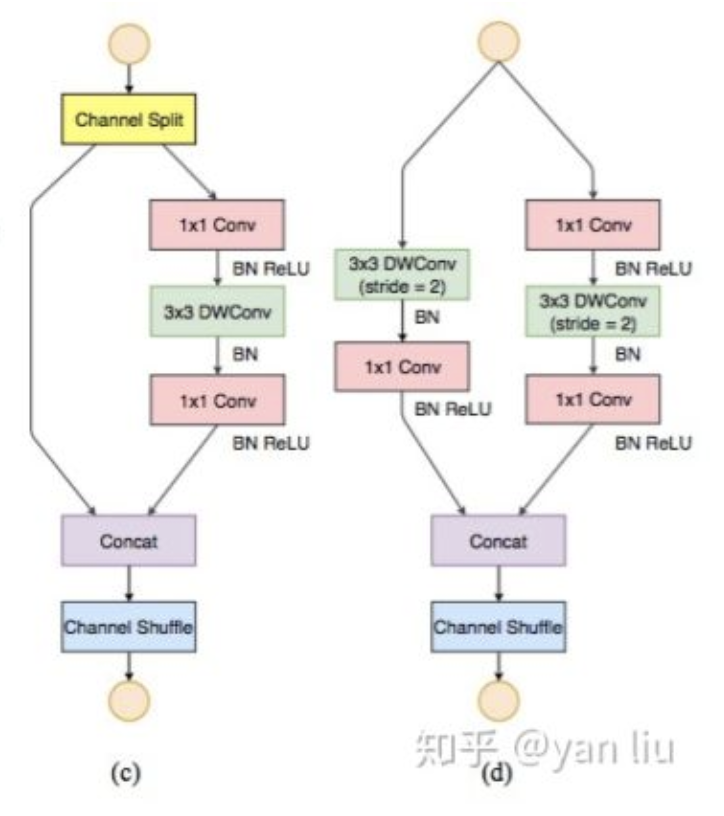 Channel Split
1x1 Conv
BN ReLU
3x3 DWConv
BN
1x1 Conv
BN ReLU
Concat
Channel Shuffle
(c)
3x3 DWConv
(stride = 2)
BN
1x1 Conv
BN ReLU
1x1 Conv
BN ReLU
3x3 DWConv
(stride = 2)
BN
1x1 Conv
BN ReLU
Concat
Channel Shuffle
(d)
知乎 @yan liu